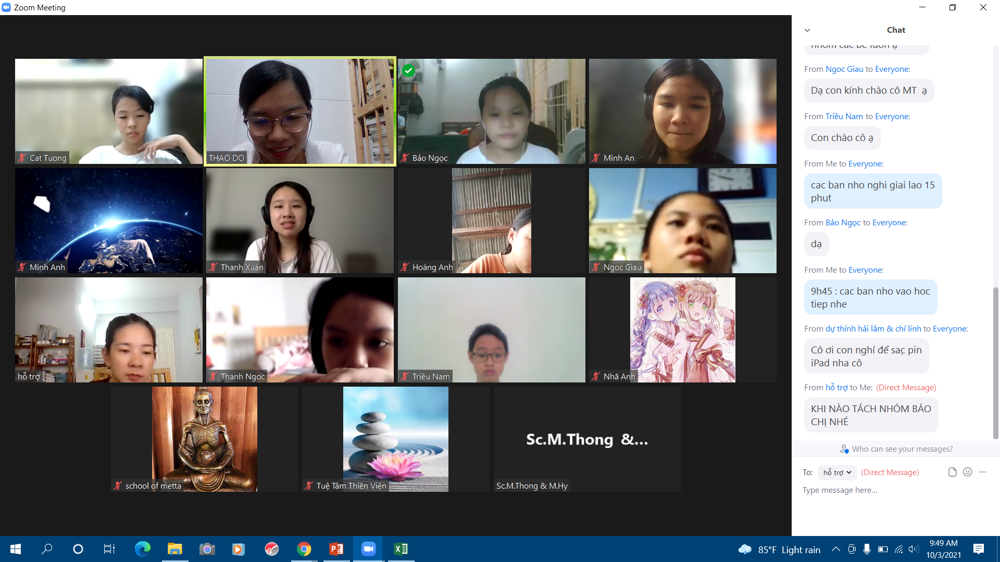 Zoom Meeting
Cat Tuong
THAO DO
Bảo Ngọc
Minh An
Minh Anh
Thanh Xuân
Hoàng Anh
Ngoc Giau
hỗ trợ
Thanh Ngoc
Triều Nam
Nhã Anh
Sc.M.Thong &...
school of metta
Tuệ Tâm Thiền Viện
Sc.M.Thong & M.Hy
Chat
nhóm các bé luôn ạ
From Ngoc Giau to Everyone:
Dạ con kính chào cô MT ạ
From Triều Nam to Everyone:
Con chào cô ạ
From Me to Everyone:
cac ban nho nghi giai lao 15
phut
From Bảo Ngọc to Everyone:
dạ
From Me to Everyone:
9h45 : cac ban nho vao hoc
tiep nhe
From dự thính hải lâm & chí linh to Everyone:
Cô ơi con nghỉ để sạc pin
iPad nha cô
From hỗ trợ to Me: (Direct Message)
KHI NÀO TÁCH NHÓM BÁO
CHỊ NHÉ
Who can see your messages?
To: hỗ trợ (Direct Message)
Type message here...
85°F Light rain
9:49 AM
10/3/2021